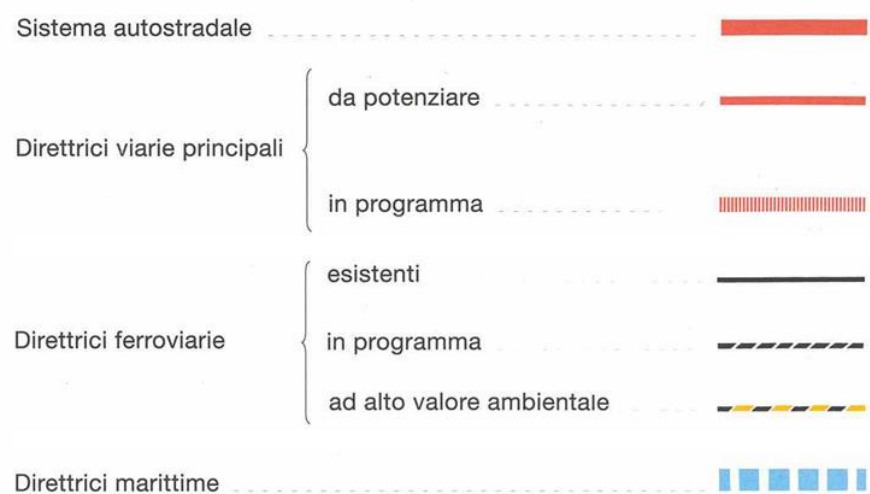 Sistema autostradale
da potenziare
Direttrici viarie principali
in programma
esistenti
Direttrici ferroviarie
in programma
ad alto valore ambientale
Direttrici marittime